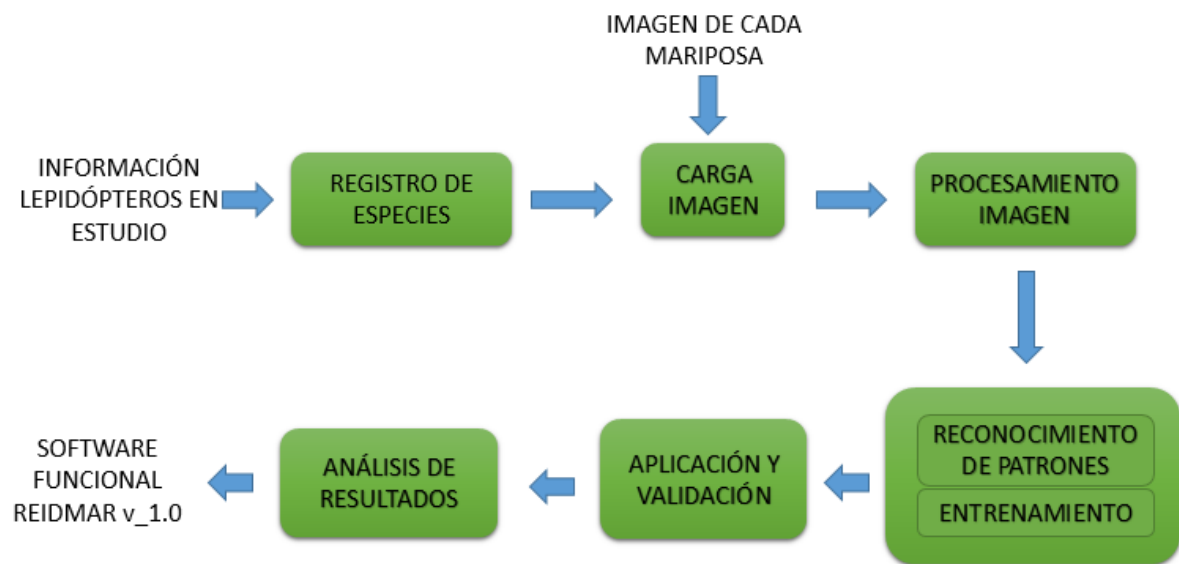 IMAGEN DE CADA
MARIPOSA
INFORMACIÓN
LEPIDÓPTEROS EN
ESTUDIO
REGISTRO DE
ESPECIES
CARGA
IMAGEN
PROCESAMIENTO
IMAGEN
RECONOCIMIENTO
DE PATRONES
ENTRENAMIENTO
APLICACIÓN Y
VALIDACIÓN
ANÁLISIS DE
RESULTADOS
SOFTWARE
FUNCIONAL
REIDMAR v_1.0